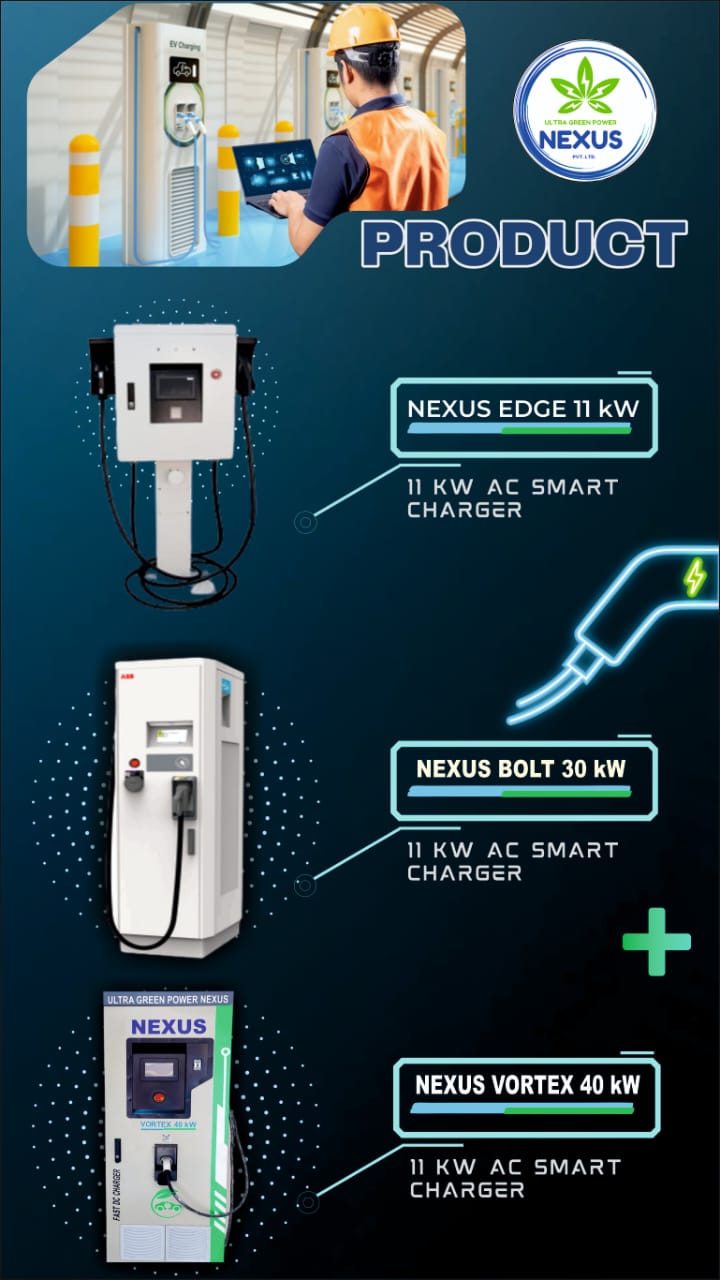 EV Charging
ULTRA GREEN POWER
NEXUS
PVT. LTD.
PRODUCT
NEXUS EDGE 11 kW
11 KW AC SMART
CHARGER
ABB
NEXUS BOLT 30 kW
11 KW AC SMART
CHARGER
ULTRA GREEN POWER NEXUS
NEXUS
VORTEX 40 kW
FAST DC CHARGER
NEXUS VORTEX 40 kW
11 KW AC SMART
CHARGER